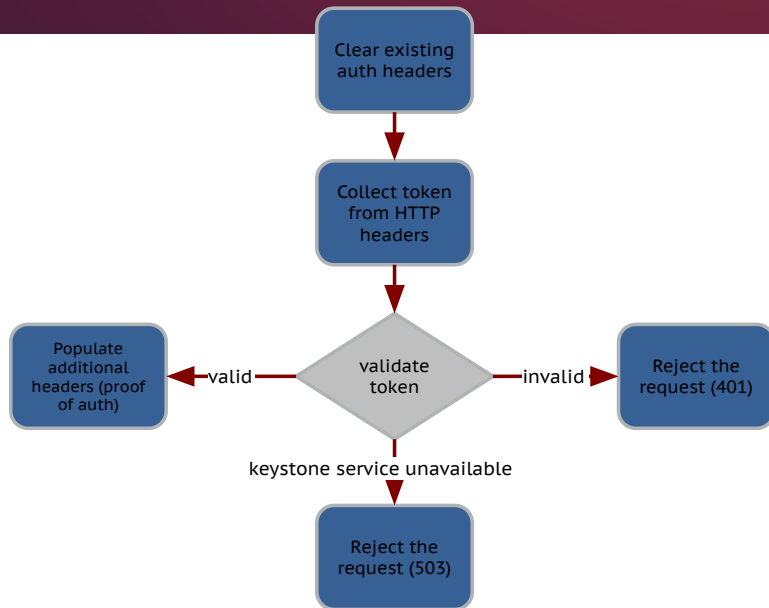 Clear existing
auth headers
Collect token
from HTTP
headers
Populate
additional
headers (proof
of auth)
valid
validate
token
invalid
Reject the
request (401)
keystone service unavailable
Reject the
request (503)